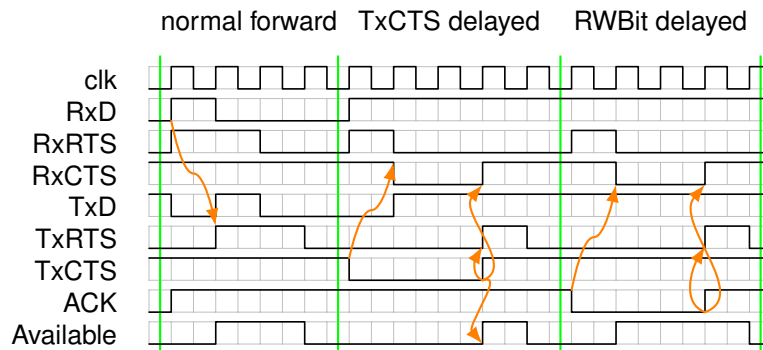 normal forward TxCTS delayed RWBit delayed
clk
RxD
RxRTS
RxCTS
TxD
TxRTS
TxCTS
ACK
Available